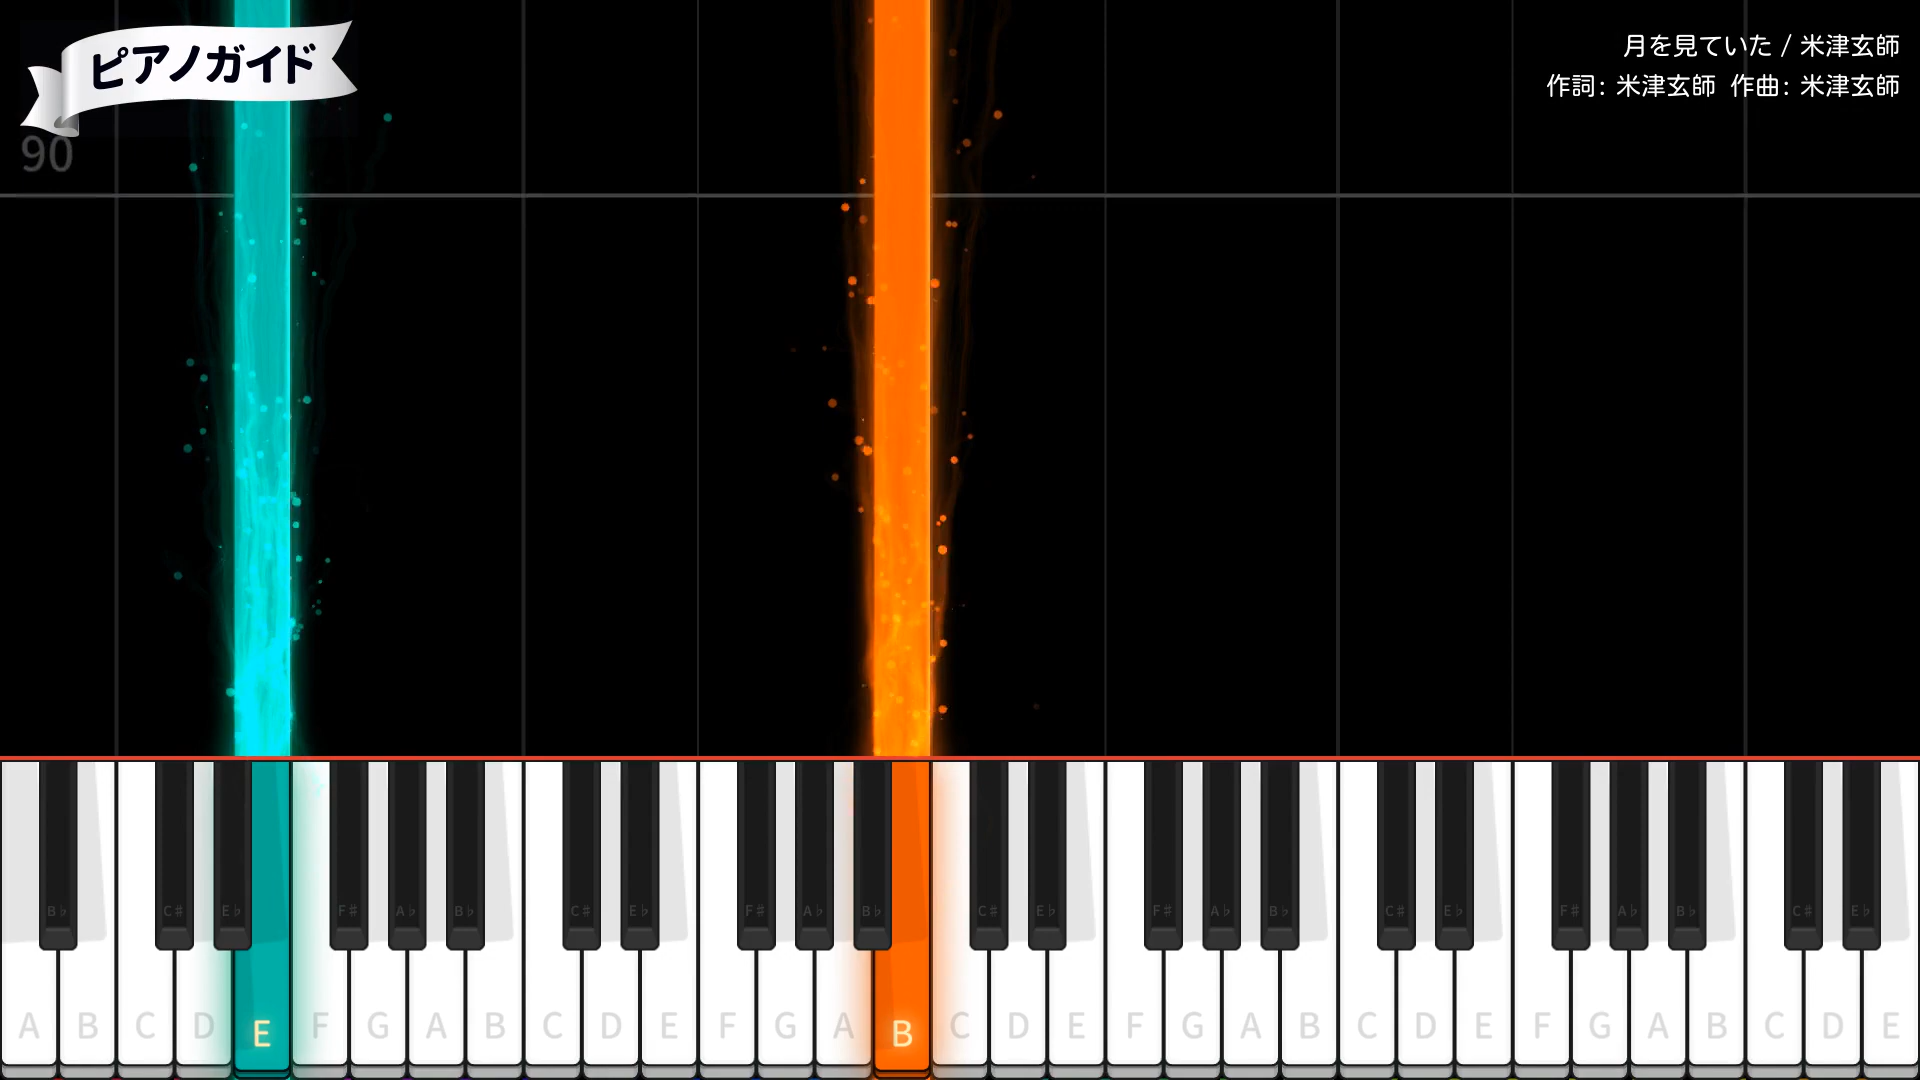 ピアノガイド
月を見ていた / 米津玄師
作詞: 米津玄師 作曲: 米津玄師
90
B♭ C# E♭ F# A♭ B♭ C# E♭ F# A♭ B♭ C# E♭ F# A♭ B♭ C# E♭ F# A♭ B♭ C# E♭
A B C D E F G A B C D E F G A B C D E F G A B C D E F G A B C D E